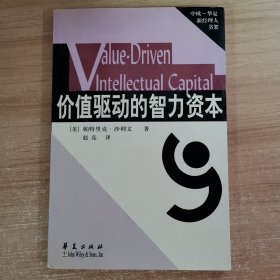 中欧-华夏
新经理人
书架
Value-Driven
Intellectual Capital
价值驱动的智力资本
[美] 帕特里克·沙利文 著
赵亮 译
华夏出版社
John Wiley & Sons, Inc